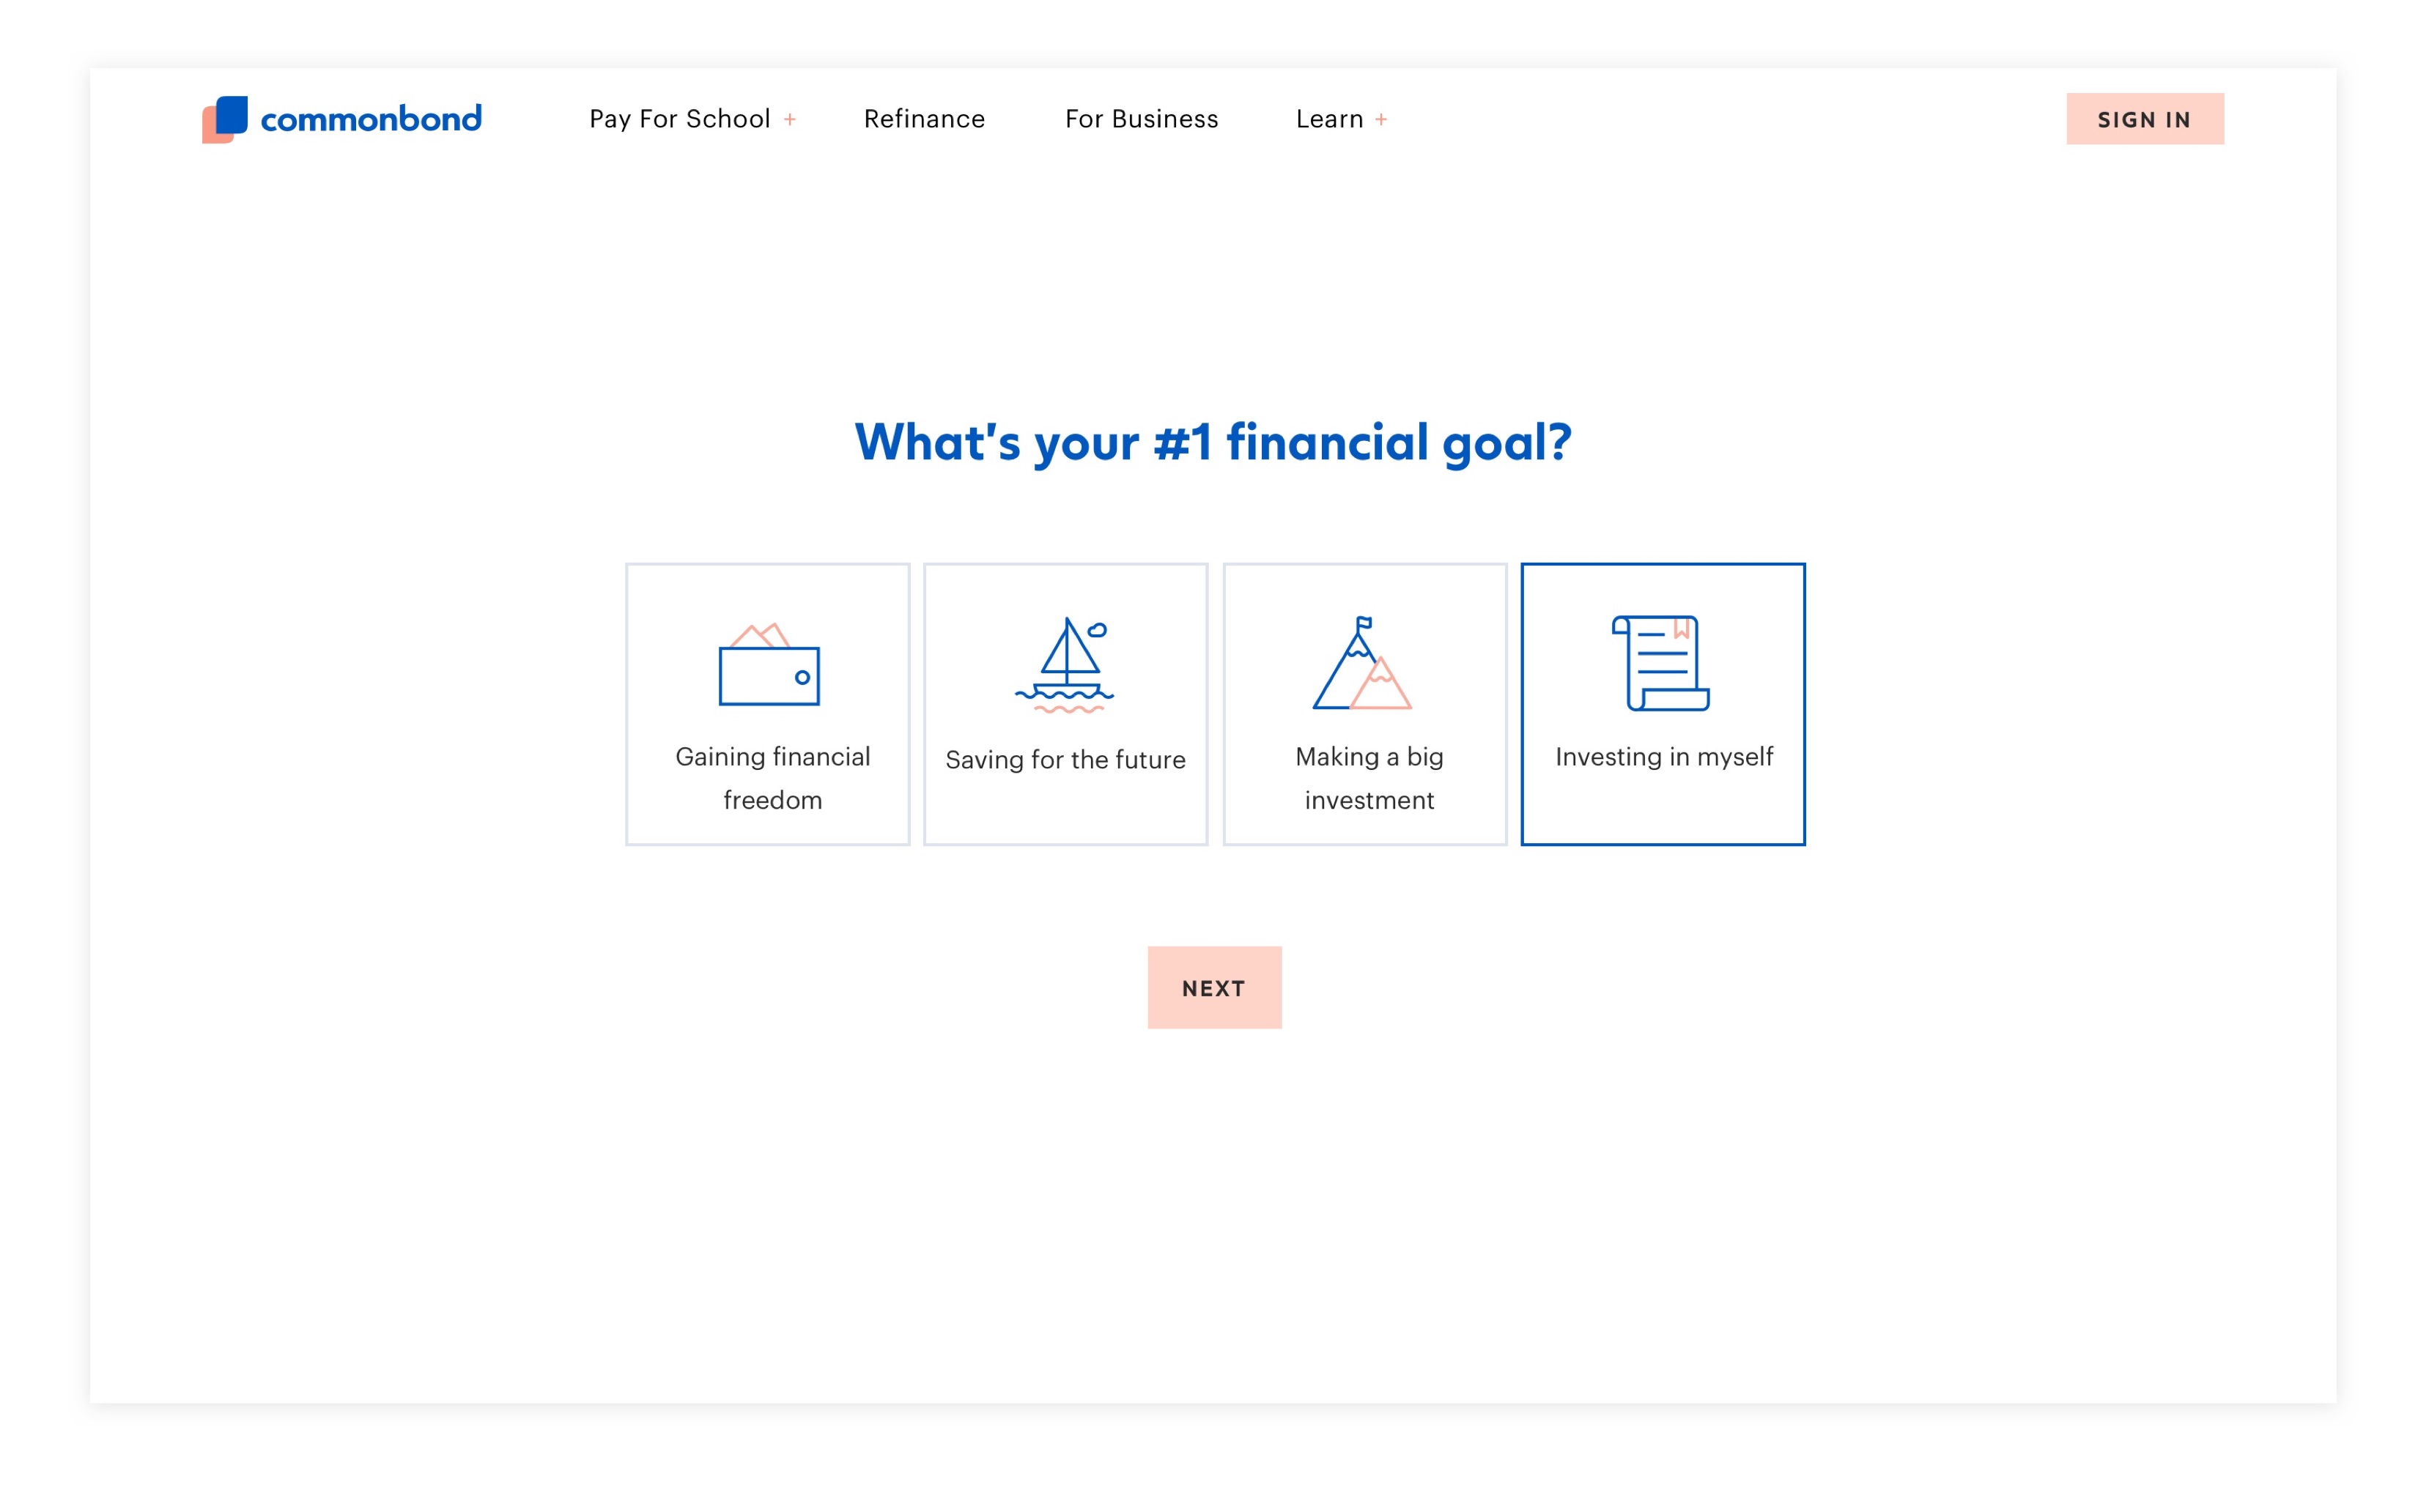 commonbond
Pay For School +
Refinance
For Business
Learn +
SIGN IN
What's your #1 financial goal?
Gaining financial
freedom
Saving for the future
Making a big
investment
Investing in myself
NEXT